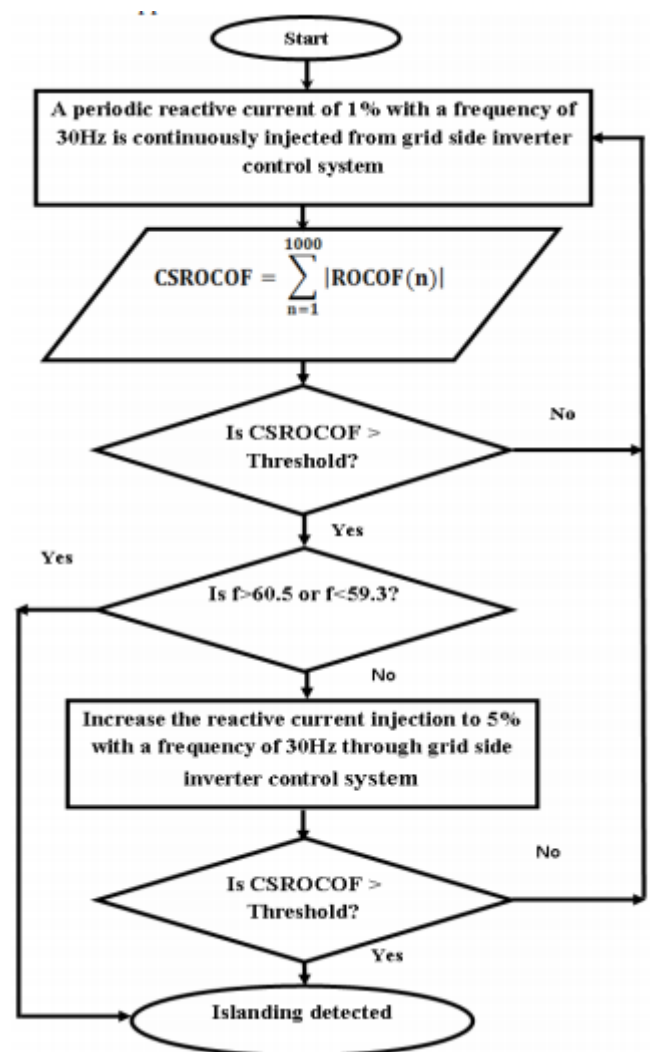 Start
A periodic reactive current of 1% with a frequency of
30Hz is continuously injected from grid side inverter
control system
1000
CSROCOF = ∑ |ROCOF(n)|
n=1
Is CSROCOF >
Threshold?
No
Yes
Yes
Is f>60.5 or f<59.3?
No
Increase the reactive current injection to 5%
with a frequency of 30Hz through grid side
inverter control system
Is CSROCOF >
Threshold?
No
Yes
Islanding detected